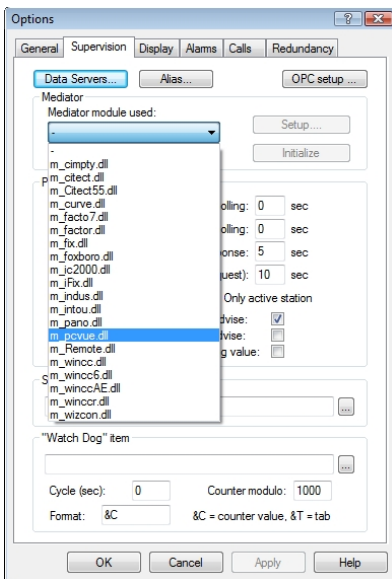 Options
General Supervision Display Alarms Calls Redundancy
Data Servers... Alias... OPC setup ...
Mediator
Mediator module used:
-
Setup....
Initialize
-
m_cimpty.dll
m_citect.dll
m_Citect55.dll
m_curve.dll
m_facto7.dll
m_factor.dll
m_fix.dll
m_foxboro.dll
m_ic2000.dll
m_iFix.dll
m_indus.dll
m_intou.dll
m_pano.dll
m_pcvue.dll
m_Remote.dll
m_wincc.dll
m_wincc6.dll
m_winccAE.dll
m_winccr.dll
m_wizcon.dll
P
olling: 0 sec
olling: 0 sec
onse: 5 sec
uest): 10 sec
Only active station
dvise:
dvise:
g value:
S
...
"Watch Dog" item
...
Cycle (sec): 0 Counter modulo: 1000
Format: &C &C = counter value, &T = tab
OK Cancel Apply Help